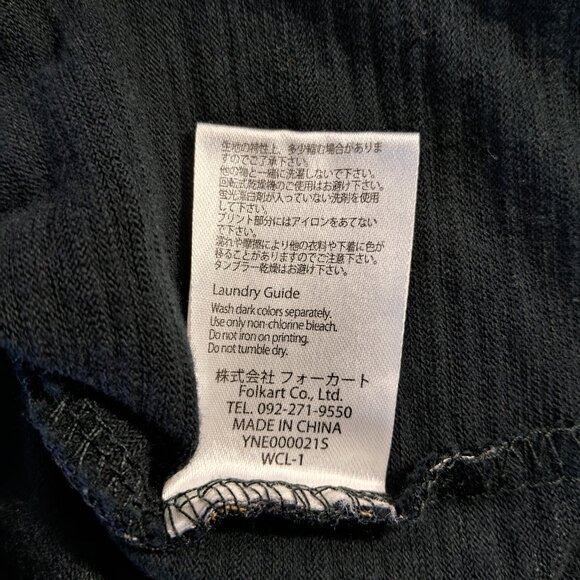 生地の特性上、多少縮む場合がありま
すのでご了承下さい。
他の物と一緒に洗濯しないで下さい。
回転式乾燥機のご使用はお避け下さい。
蛍光漂白剤が入っていない洗剤を使用
して下さい。
プリント部分にはアイロンをあてない
で下さい。
濡れや摩擦により他の衣料や下着に色が
移ることがありますのでご注意下さい。
タンブラー乾燥はお避け下さい。
Laundry Guide
Wash dark colors separately.
Use only non-chlorine bleach.
Do not iron on printing.
Do not tumble dry.
株式会社 フォーカート
Folkart Co., Ltd.
TEL. 092-271-9550
MADE IN CHINA
YNE000021S
WCL-1